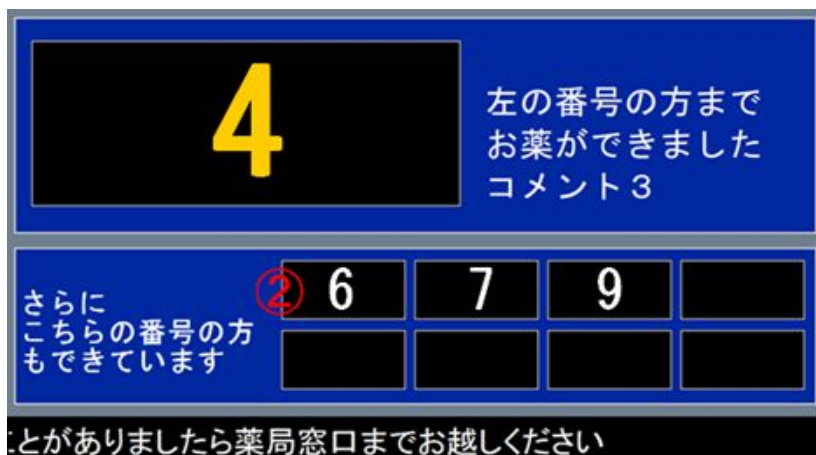 4
左の番号の方まで
お薬ができました
コメント３
さらに
こちらの番号の方
もできています
② 6 7 9
とがありましたら薬局窓口までお越しください